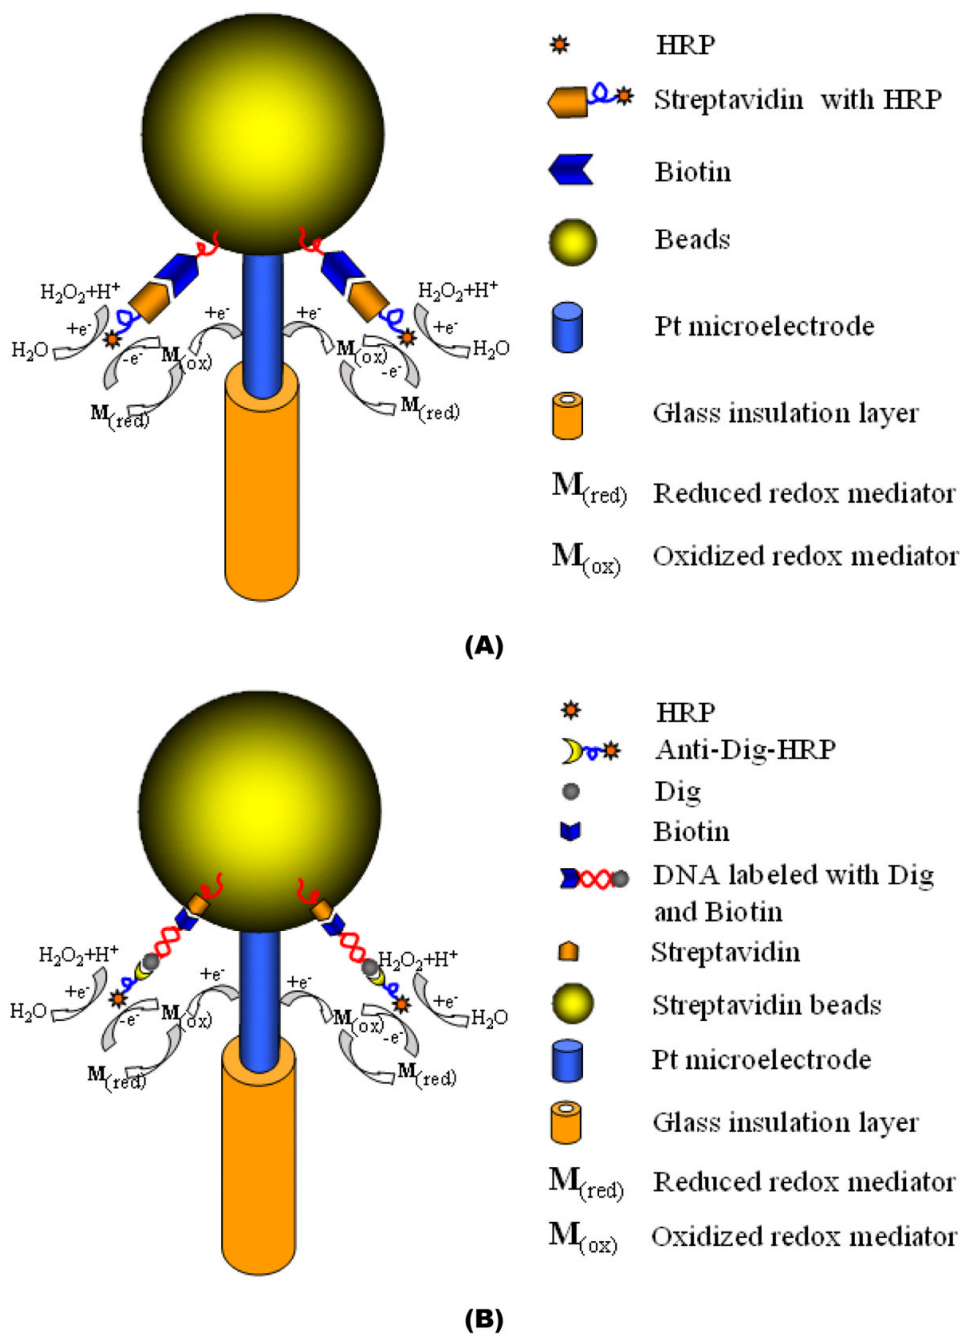 HRP
Streptavidin with HRP
Biotin
Beads
Pt microelectrode
Glass insulation layer
M(red) Reduced redox mediator
M(ox) Oxidized redox mediator
H₂O₂+H⁺
+e⁻
H₂O
-e⁻
M(ox)
+e⁻
M(red)
+e⁻
M(ox)
-e⁻
M(red)
H₂O₂+H⁺
+e⁻
H₂O
(A)
HRP
Anti-Dig-HRP
Dig
Biotin
DNA labeled with Dig
and Biotin
Streptavidin
Streptavidin beads
Pt microelectrode
Glass insulation layer
M(red) Reduced redox mediator
M(ox) Oxidized redox mediator
H₂O₂+H⁺
+e⁻
H₂O
-e⁻
M(ox)
+e⁻
M(red)
+e⁻
M(ox)
-e⁻
M(red)
H₂O₂+H⁺
+e⁻
H₂O
(B)